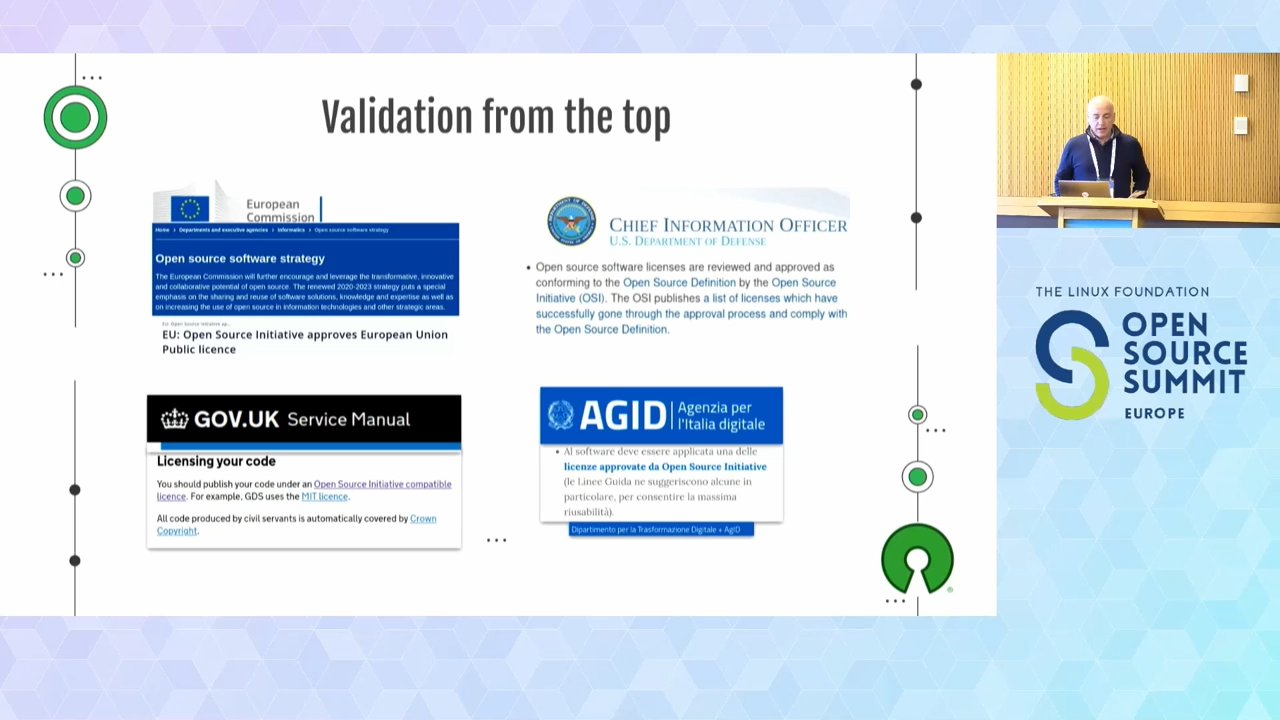 Validation from the top
European
Commission
Home > Departments and executive agencies > Informatics > Open source software strategy
Open source software strategy
The European Commission will further encourage and leverage the transformative, innovative
and collaborative potential of open source. The renewed 2020-2023 strategy puts a special
emphasis on the sharing and reuse of software solutions, knowledge and expertise as well as
on increasing the use of open source in information technologies and other strategic areas.
EU: Open Source Initiative ap...
EU: Open Source Initiative approves European Union
Public licence
CHIEF INFORMATION OFFICER
U.S. DEPARTMENT OF DEFENSE
• Open source software licenses are reviewed and approved as
conforming to the Open Source Definition by the Open Source
Initiative (OSI). The OSI publishes a list of licenses which have
successfully gone through the approval process and comply with
the Open Source Definition.
GOV.UK Service Manual
Licensing your code
You should publish your code under an Open Source Initiative compatible
licence. For example, GDS uses the MIT licence.
All code produced by civil servants is automatically covered by Crown
Copyright.
AGID Agenzia per
l'Italia digitale
• Al software deve essere applicata una delle
licenze approvate da Open Source Initiative
(le Linee Guida ne suggeriscono alcune in
particolare, per consentire la massima
riusabilità).
Dipartimento per la Trasformazione Digitale + AgID
THE LINUX FOUNDATION
OPEN
SOURCE
SUMMIT
EUROPE